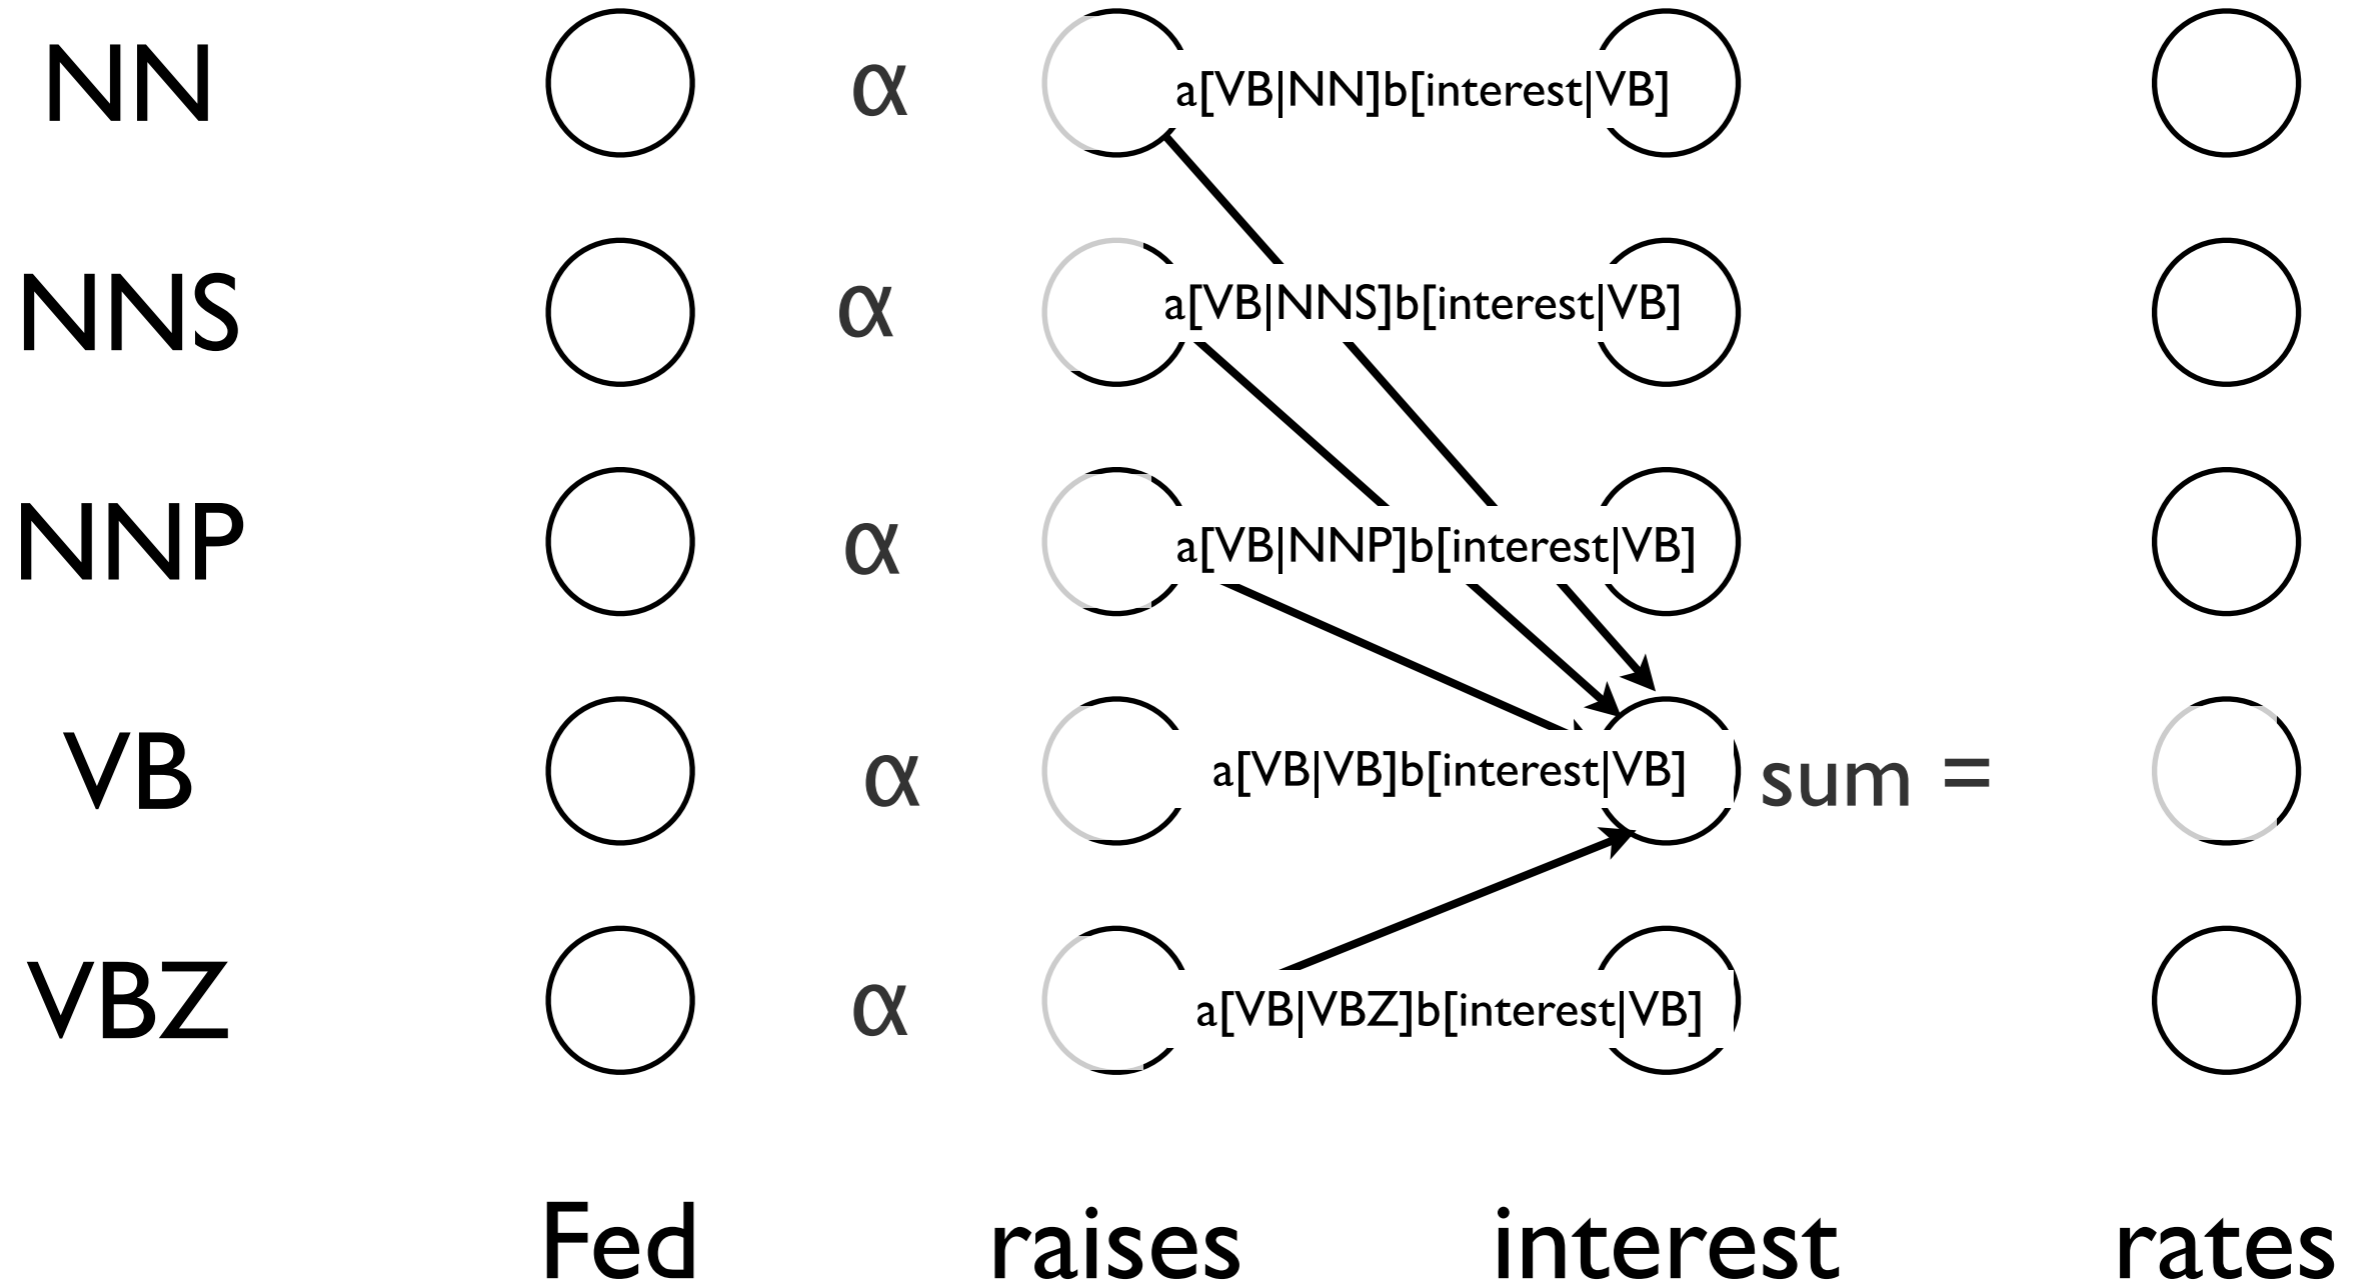 NN α a[VB|NN]b[interest|VB]
NNS α a[VB|NNS]b[interest|VB]
NNP α a[VB|NNP]b[interest|VB]
VB α a[VB|VB]b[interest|VB] sum =
VBZ α a[VB|VBZ]b[interest|VB]
Fed raises interest rates